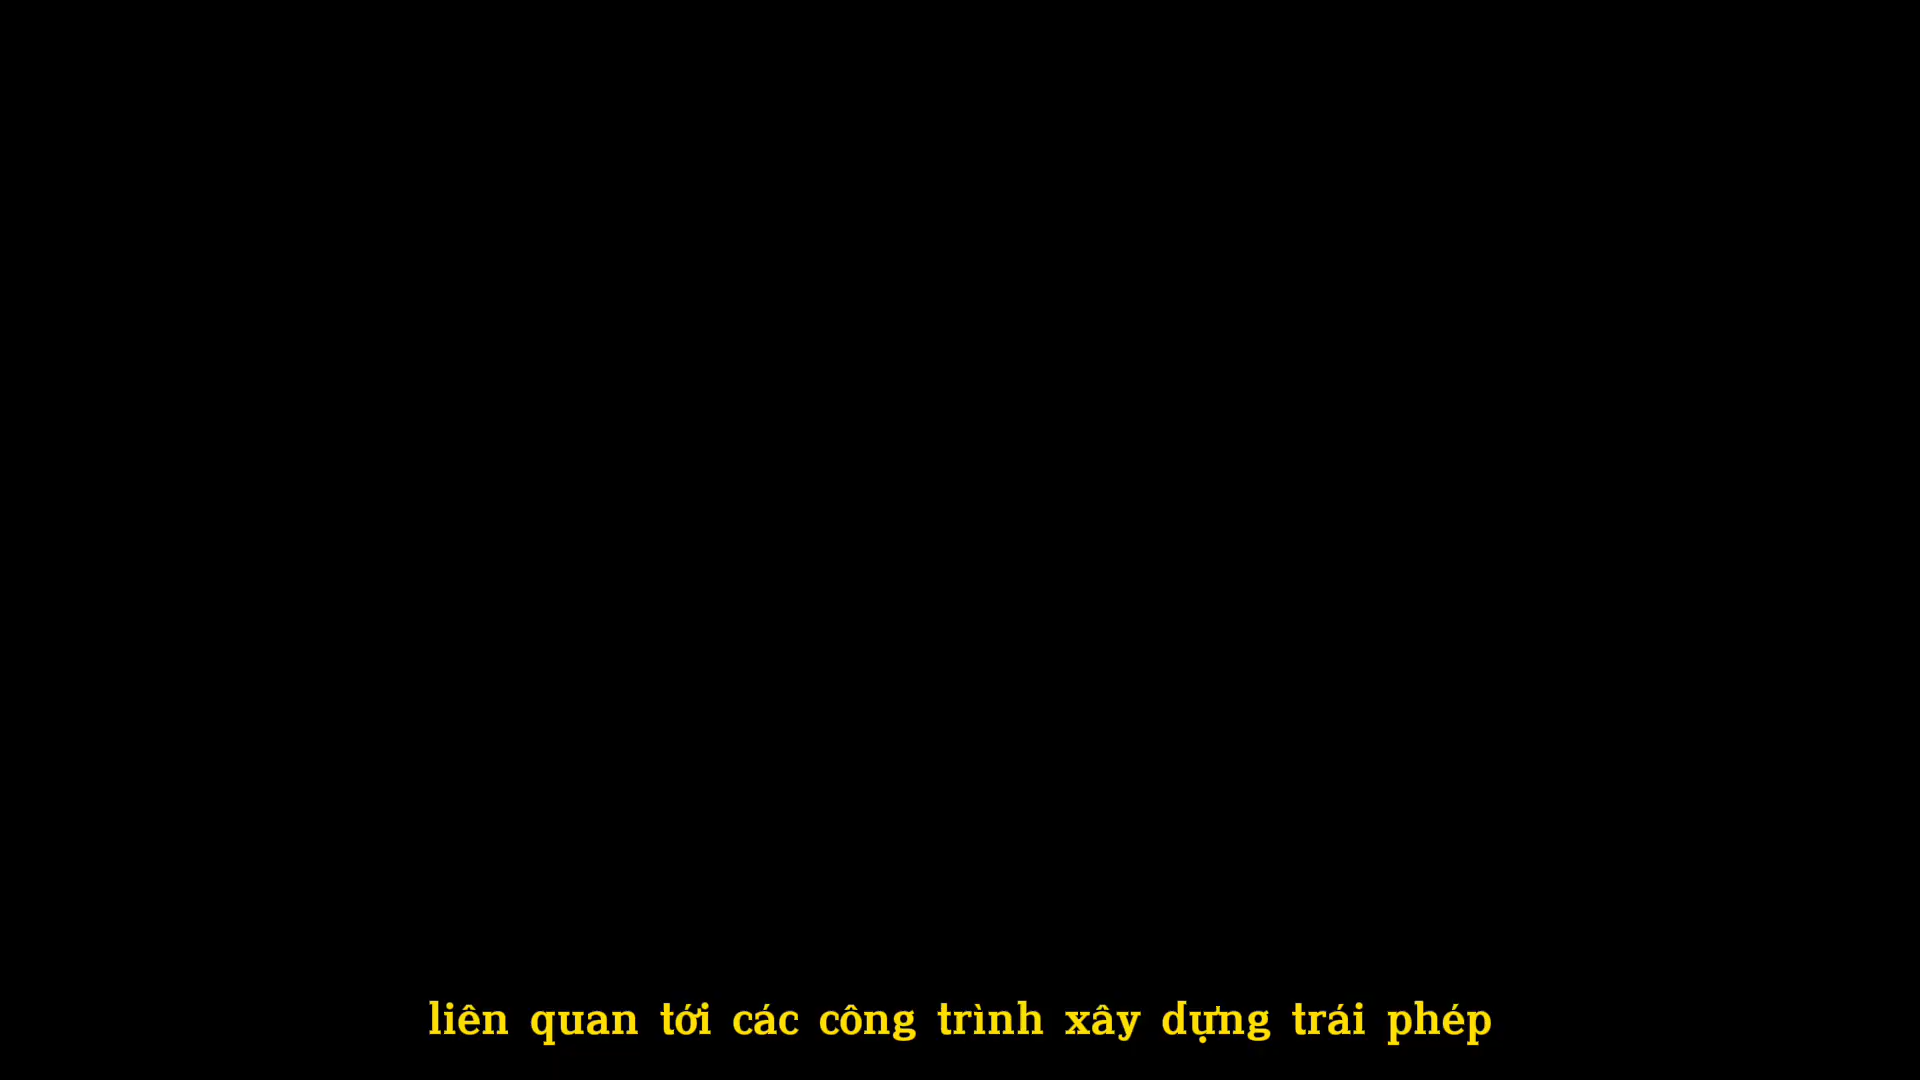 liên quan tới các công trình xây dựng trái phép